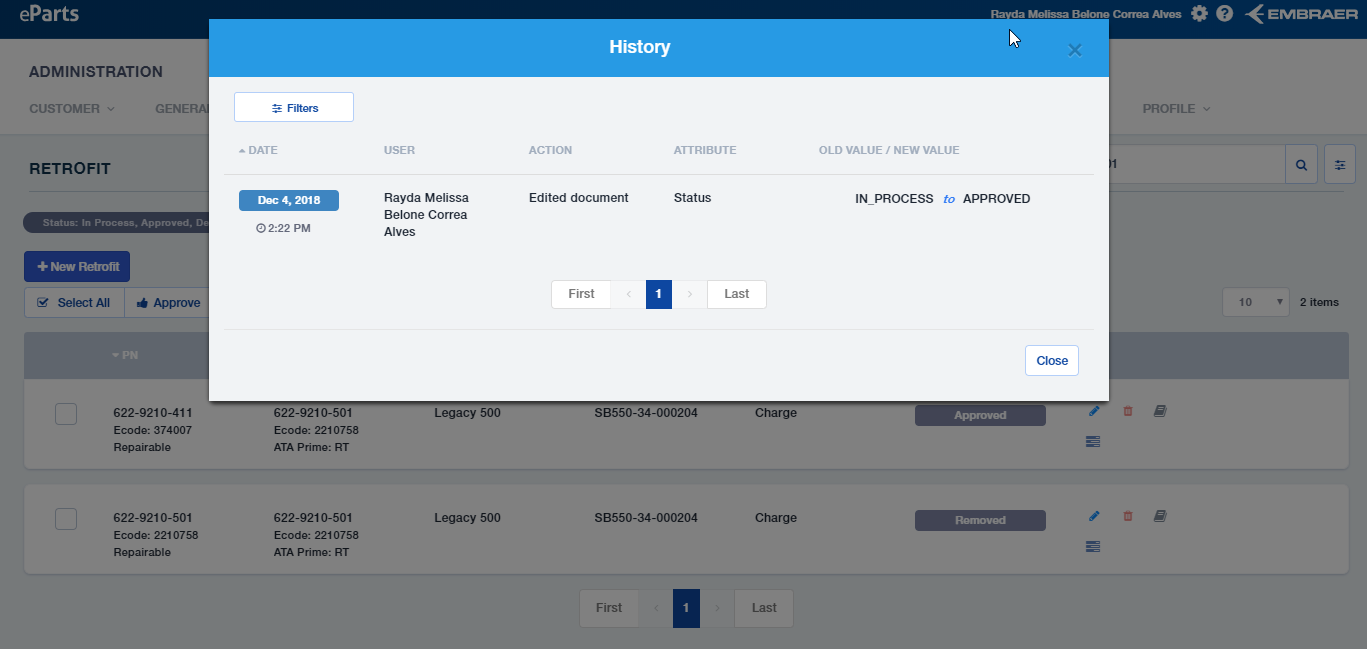 eParts
Rayda Melissa Belone Correa Alves
EMBRAER
History
ADMINISTRATION
CUSTOMER
PROFILE
Filters
DATE USER ACTION ATTRIBUTE OLD VALUE / NEW VALUE
RETROFIT
Dec 4, 2018
2:22 PM
Rayda Melissa
Belone Correa
Alves
Edited document
Status
IN_PROCESS to APPROVED
Status: In Process, Approved,
+ New Retrofit
First < 1 > Last
Select All
Approve
10
2 items
PN
Close
622-9210-411
Ecode: 374007
Repairable
622-9210-501
Ecode: 2210758
ATA Prime: RT
Legacy 500
SB550-34-000204
Charge
Approved
622-9210-501
Ecode: 2210758
Repairable
622-9210-501
Ecode: 2210758
ATA Prime: RT
Legacy 500
SB550-34-000204
Charge
Removed
First < 1 > Last